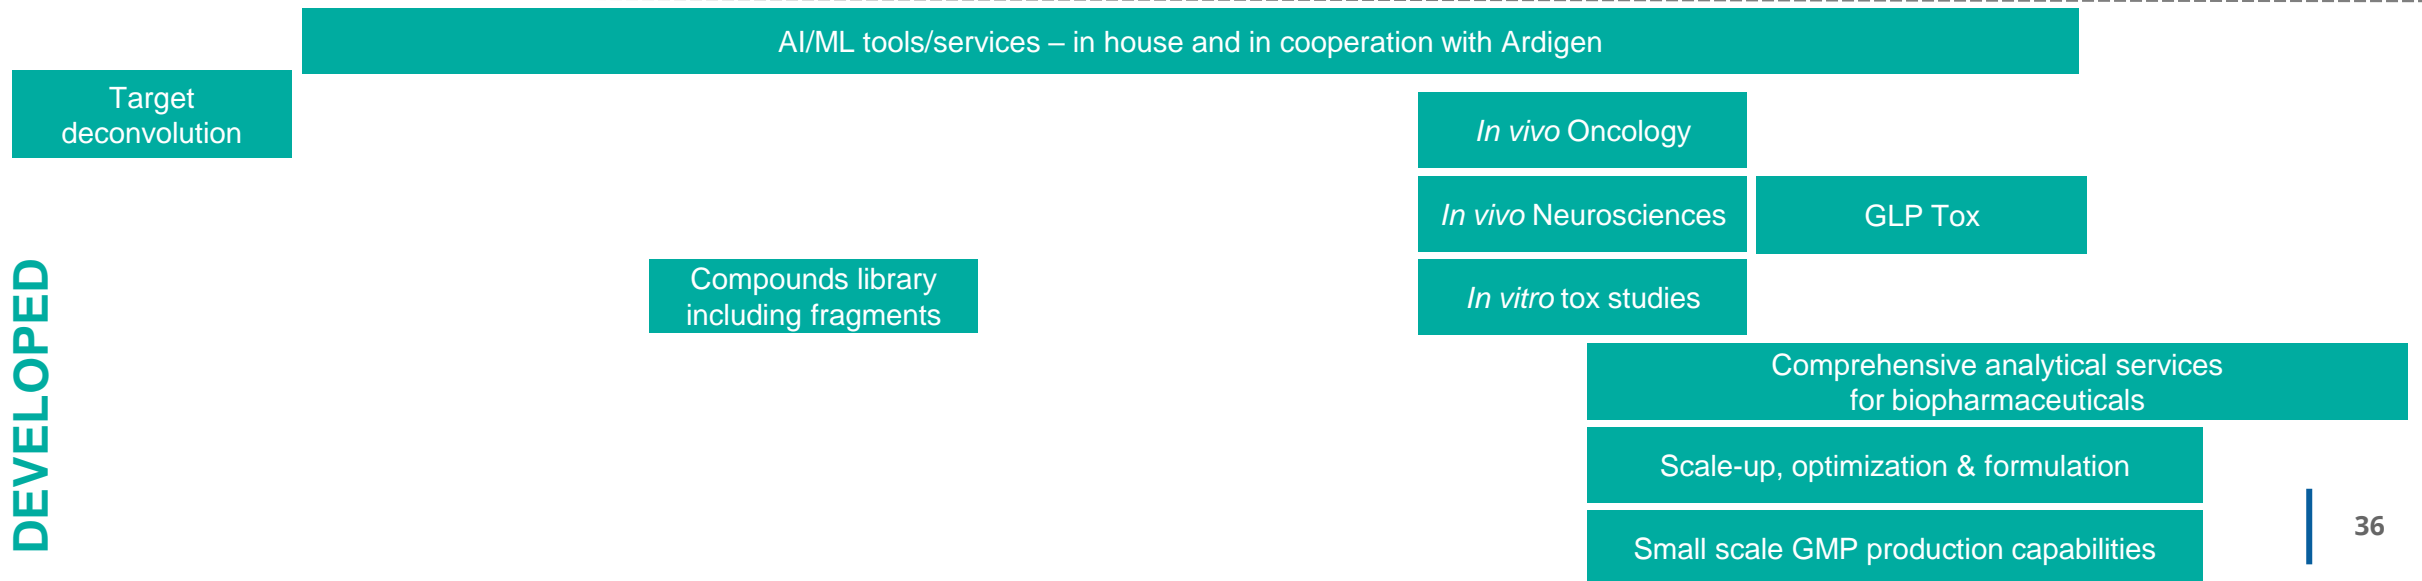 AI/ML tools/services – in house and in cooperation with Ardigen
Target
deconvolution
In vivo Oncology
In vivo Neurosciences
GLP Tox
Compounds library
including fragments
In vitro tox studies
DEVELOPED
Comprehensive analytical services
for biopharmaceuticals
Scale-up, optimization & formulation
Small scale GMP production capabilities
36